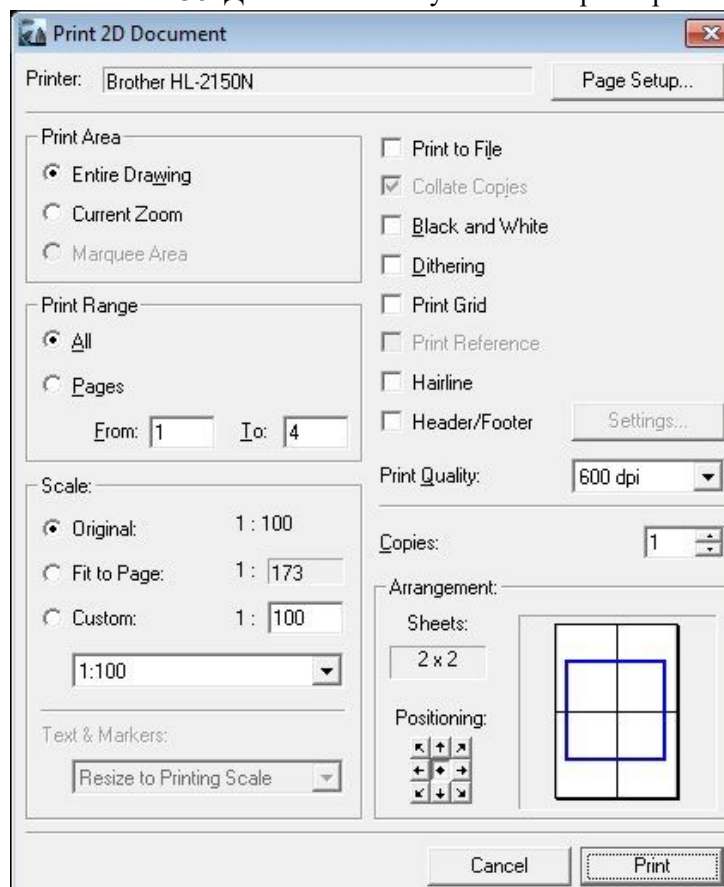 Print 2D Document
Printer: Brother HL-2150N Page Setup...
Print Area
Entire Drawing
Current Zoom
Marquee Area
Print Range
All
Pages
From: 1 To: 4
Scale:
Original: 1 : 100
Fit to Page: 1 : 173
Custom: 1 : 100
1:100
Text & Markers:
Resize to Printing Scale
Print to File
Collate Copies
Black and White
Dithering
Print Grid
Print Reference
Hairline
Header/Footer Settings...
Print Quality: 600 dpi
Copies: 1
Arrangement:
Sheets:
2 x 2
Positioning:
Cancel Print